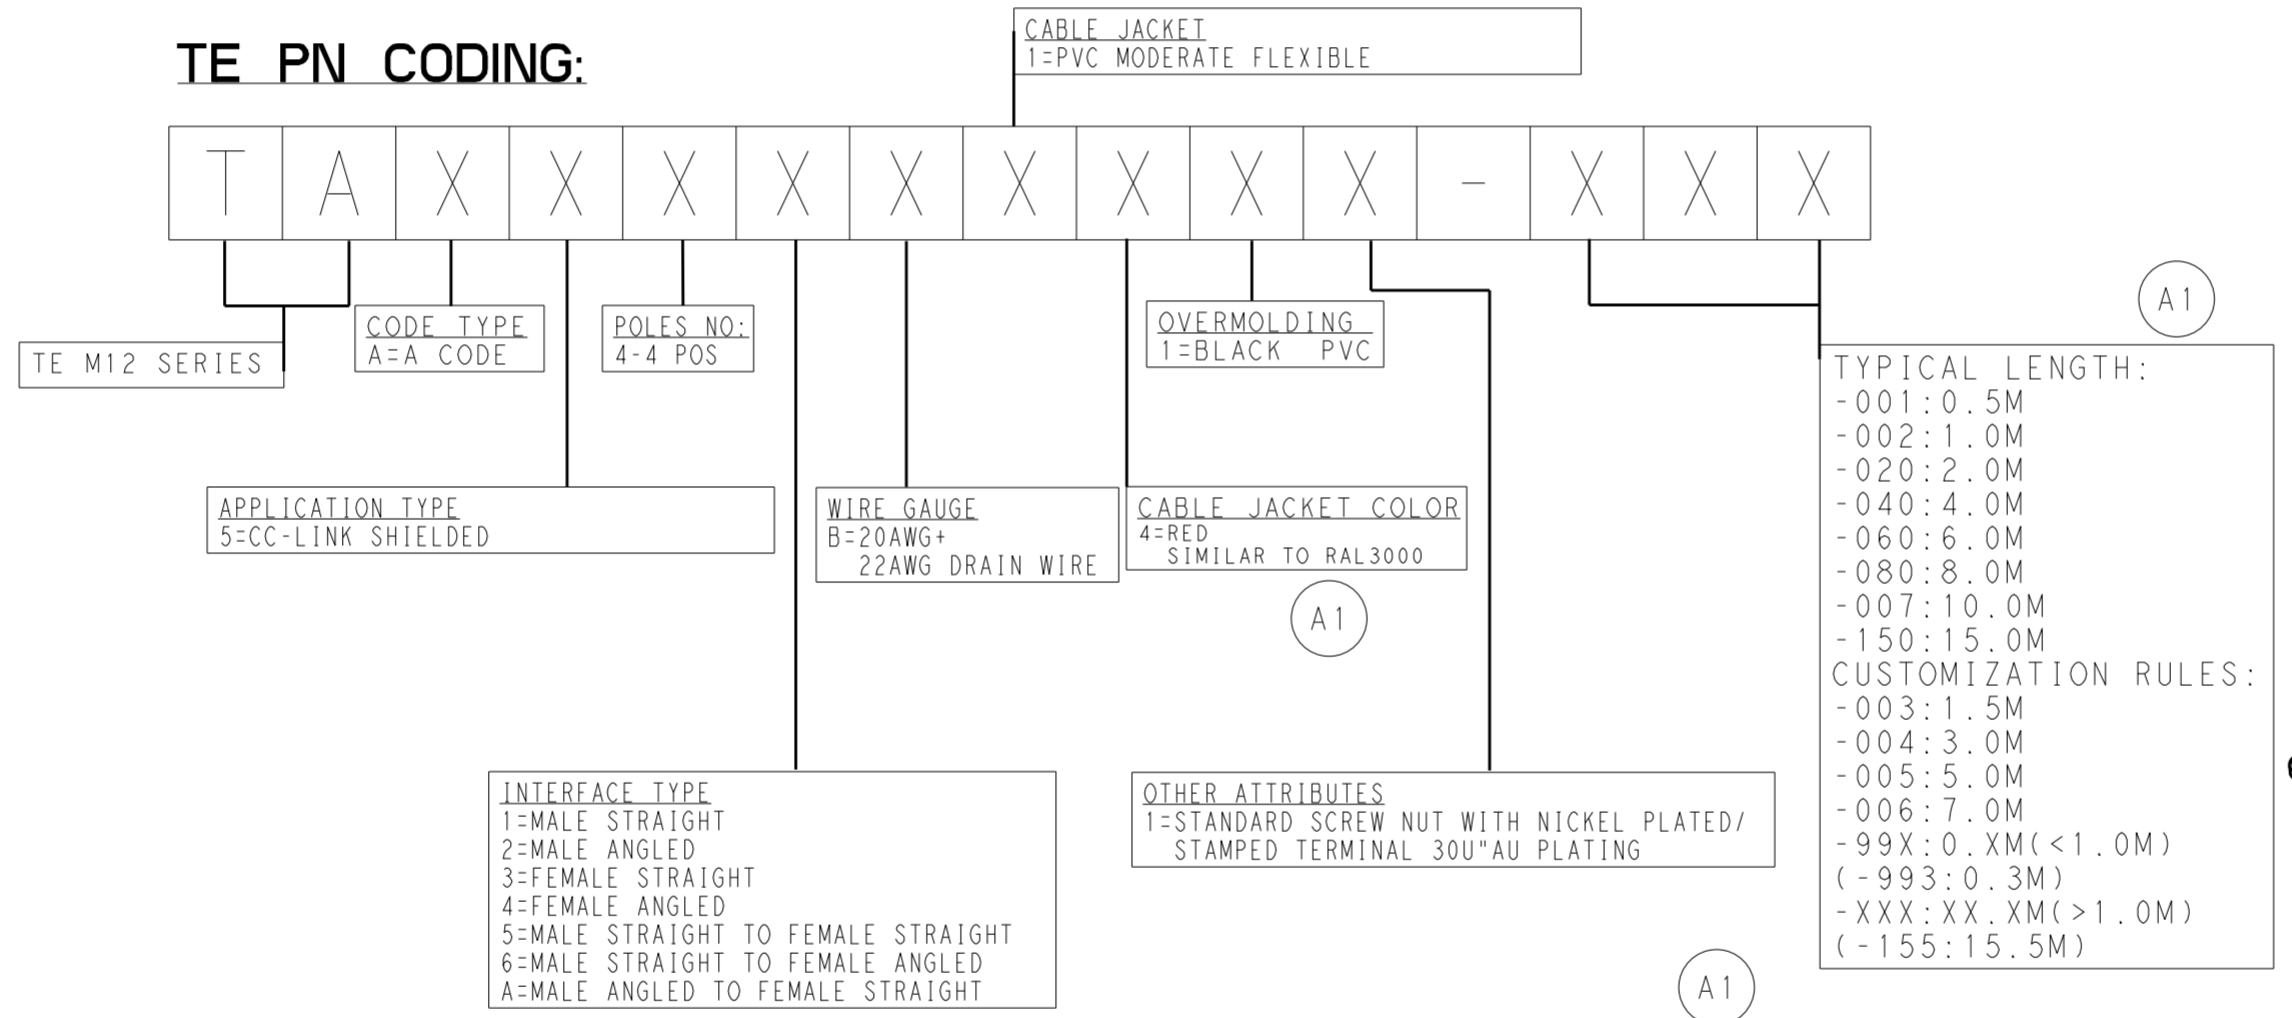 CABLE JACKET
1=PVC MODERATE FLEXIBLE
TE PN CODING:
T A X X X X X X X X X - X X X
TE M12 SERIES
CODE TYPE
A=A CODE
POLES NO:
4-4 POS
OVERMOLDING
1=BLACK PVC
A1
APPLICATION TYPE
5=CC-LINK SHIELDED
WIRE GAUGE
B=20AWG+
22AWG DRAIN WIRE
CABLE JACKET COLOR
4=RED
SIMILAR TO RAL3000
A1
INTERFACE TYPE
1=MALE STRAIGHT
2=MALE ANGLED
3=FEMALE STRAIGHT
4=FEMALE ANGLED
5=MALE STRAIGHT TO FEMALE STRAIGHT
6=MALE STRAIGHT TO FEMALE ANGLED
A=MALE ANGLED TO FEMALE STRAIGHT
OTHER ATTRIBUTES
1=STANDARD SCREW NUT WITH NICKEL PLATED/
STAMPED TERMINAL 30U"AU PLATING
TYPICAL LENGTH:
-001:0.5M
-002:1.0M
-020:2.0M
-040:4.0M
-060:6.0M
-080:8.0M
-007:10.0M
-150:15.0M
CUSTOMIZATION RULES:
-003:1.5M
-004:3.0M
-005:5.0M
-006:7.0M
-99X:0.XM(<1.0M)
(-993:0.3M)
-XXX:XX.XM(>1.0M)
(-155:15.5M)
A1